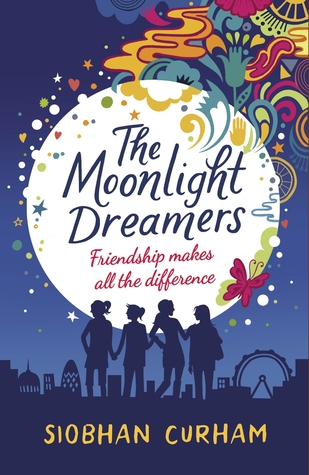 The
Moonlight
Dreamers
Friendship makes
all the difference
SIOBHAN CURHAM